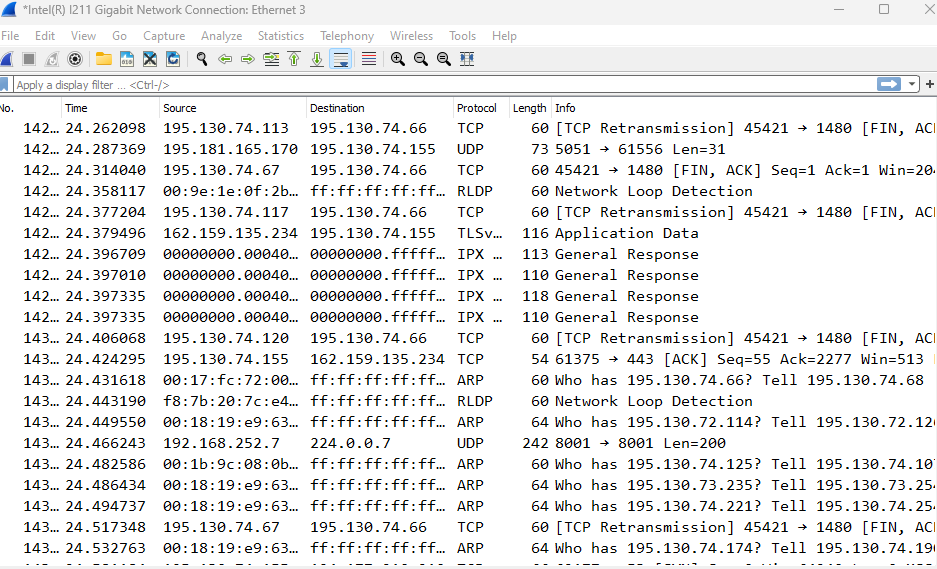 *Intel(R) I211 Gigabit Network Connection: Ethernet 3
File Edit View Go Capture Analyze Statistics Telephony Wireless Tools Help
Apply a display filter ... <Ctrl-/>
No. Time Source Destination Protocol Length Info
142... 24.262098 195.130.74.113 195.130.74.66 TCP 60 [TCP Retransmission] 45421 → 1480 [FIN, ACK
142... 24.287369 195.181.165.170 195.130.74.155 UDP 73 5051 → 61556 Len=31
142... 24.314040 195.130.74.67 195.130.74.66 TCP 60 45421 → 1480 [FIN, ACK] Seq=1 Ack=1 Win=204
142... 24.358117 00:9e:1e:0f:2b... ff:ff:ff:ff:ff... RLDP 60 Network Loop Detection
142... 24.377204 195.130.74.117 195.130.74.66 TCP 60 [TCP Retransmission] 45421 → 1480 [FIN, ACK
142... 24.379496 162.159.135.234 195.130.74.155 TLSv... 116 Application Data
142... 24.396709 00000000.00040... 00000000.fffff... IPX ... 113 General Response
142... 24.397010 00000000.00040... 00000000.fffff... IPX ... 110 General Response
142... 24.397335 00000000.00040... 00000000.fffff... IPX ... 118 General Response
142... 24.397335 00000000.00040... 00000000.fffff... IPX ... 110 General Response
143... 24.406068 195.130.74.120 195.130.74.66 TCP 60 [TCP Retransmission] 45421 → 1480 [FIN, ACK
143... 24.424295 195.130.74.155 162.159.135.234 TCP 54 61375 → 443 [ACK] Seq=55 Ack=2277 Win=513
143... 24.431618 00:17:fc:72:00... ff:ff:ff:ff:ff... ARP 60 Who has 195.130.74.66? Tell 195.130.74.68
143... 24.443190 f8:7b:20:7c:e4... ff:ff:ff:ff:ff... RLDP 60 Network Loop Detection
143... 24.449550 00:18:19:e9:63... ff:ff:ff:ff:ff... ARP 64 Who has 195.130.72.114? Tell 195.130.72.126
143... 24.466243 192.168.252.7 224.0.0.7 UDP 242 8001 → 8001 Len=200
143... 24.482586 00:1b:9c:08:0b... ff:ff:ff:ff:ff... ARP 60 Who has 195.130.74.125? Tell 195.130.74.107
143... 24.486434 00:18:19:e9:63... ff:ff:ff:ff:ff... ARP 64 Who has 195.130.73.235? Tell 195.130.73.254
143... 24.494737 00:18:19:e9:63... ff:ff:ff:ff:ff... ARP 64 Who has 195.130.74.221? Tell 195.130.74.254
143... 24.517348 195.130.74.67 195.130.74.66 TCP 60 [TCP Retransmission] 45421 → 1480 [FIN, ACK
143... 24.532763 00:18:19:e9:63... ff:ff:ff:ff:ff... ARP 64 Who has 195.130.74.174? Tell 195.130.74.190